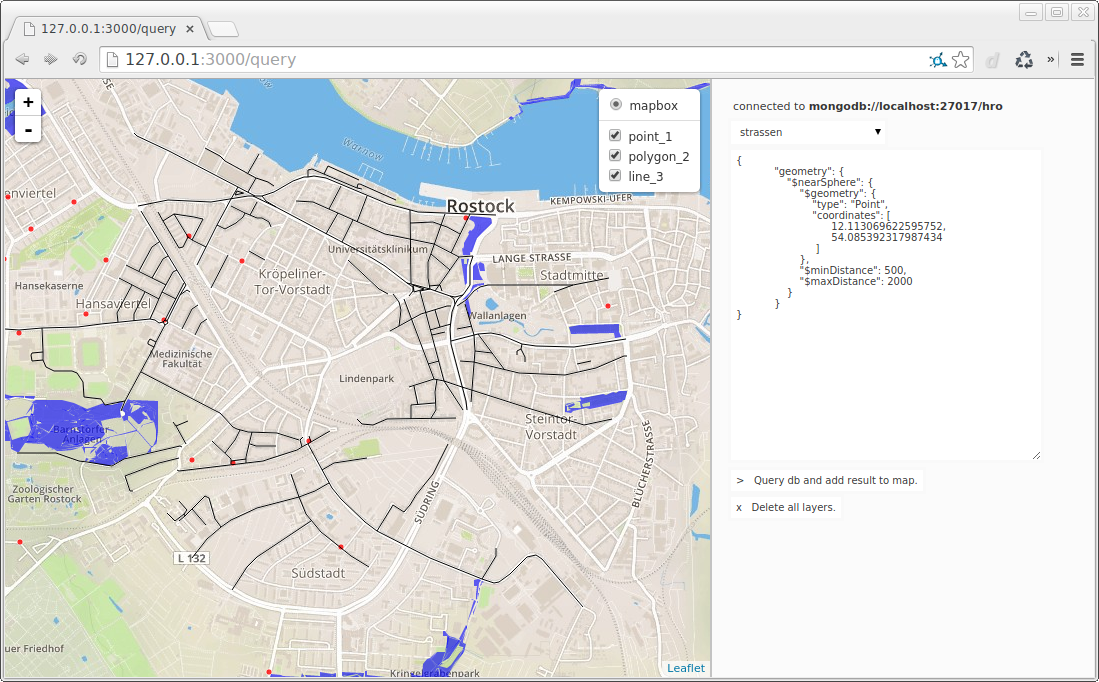 127.0.0.1:3000/query
127.0.0.1:3000/query
+
-
mapbox
point_1
polygon_2
line_3
Warnow
Rostock
KEMPOWSKI-UFER
enviertel
Universitätsklinikum
LANGE STRASSE
Kröpeliner-
Tor-Vorstadt
Stadtmitte
Hansekaserne
Hansaviertel
Wallanlagen
Medizinische
Fakultät
Lindenpark
Barnstorfer
Anlagen
Steintor-
Vorstadt
BLÜCHERSTRASSE
Zoologischer
Garten Rostock
SÜDRING
L 132
Südstadt
uer Friedhof
Kringelgrabenpark
Leaflet
connected to mongodb://localhost:27017/hro
strassen
{
"geometry": {
"$nearSphere": {
"$geometry": {
"type": "Point",
"coordinates": [
12.113069622595752,
54.085392317987434
]
},
"$minDistance": 500,
"$maxDistance": 2000
}
}
}
> Query db and add result to map.
x Delete all layers.